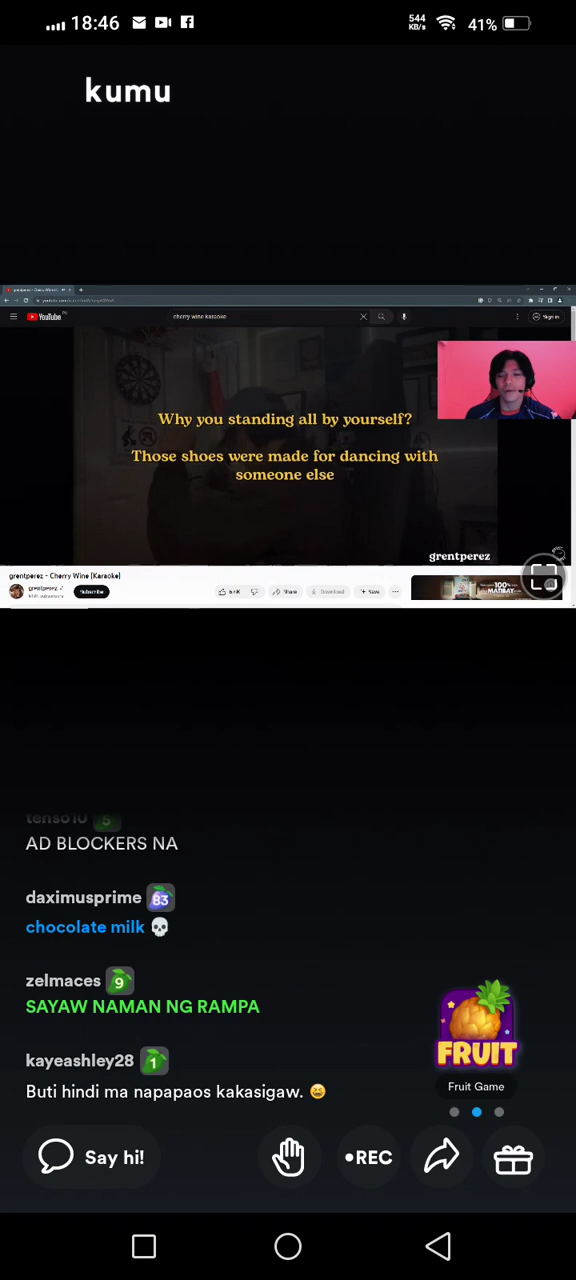 18:46
544
KB/s
41%
kumu
YouTube
cherry wine karaoke
Sign in
Why you standing all by yourself?
Those shoes were made for dancing with
someone else
grentperez
grentperez - Cherry Wine (Karaoke)
grentperez
Subscribe
Share
Download
Save
100%
MATIBAY
tenso10 5
AD BLOCKERS NA
daximusprime 83
chocolate milk 💀
zelmaces 9
SAYAW NAMAN NG RAMPA
kayeashley28 1
Buti hindi ma napapaos kakasigaw. 😆
FRUIT
Fruit Game
Say hi!
•REC